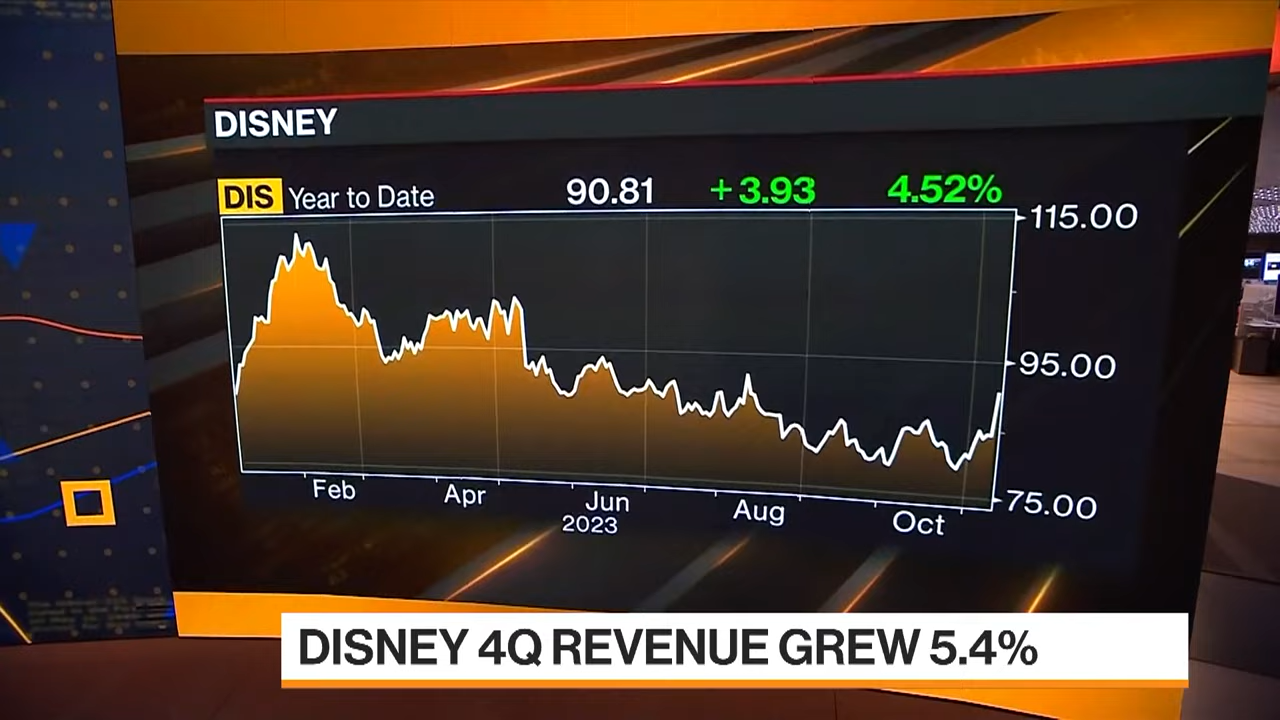 DISNEY
DIS Year to Date 90.81 +3.93 4.52%
115.00
95.00
75.00
Feb Apr Jun Aug Oct
2023
DISNEY 4Q REVENUE GREW 5.4%